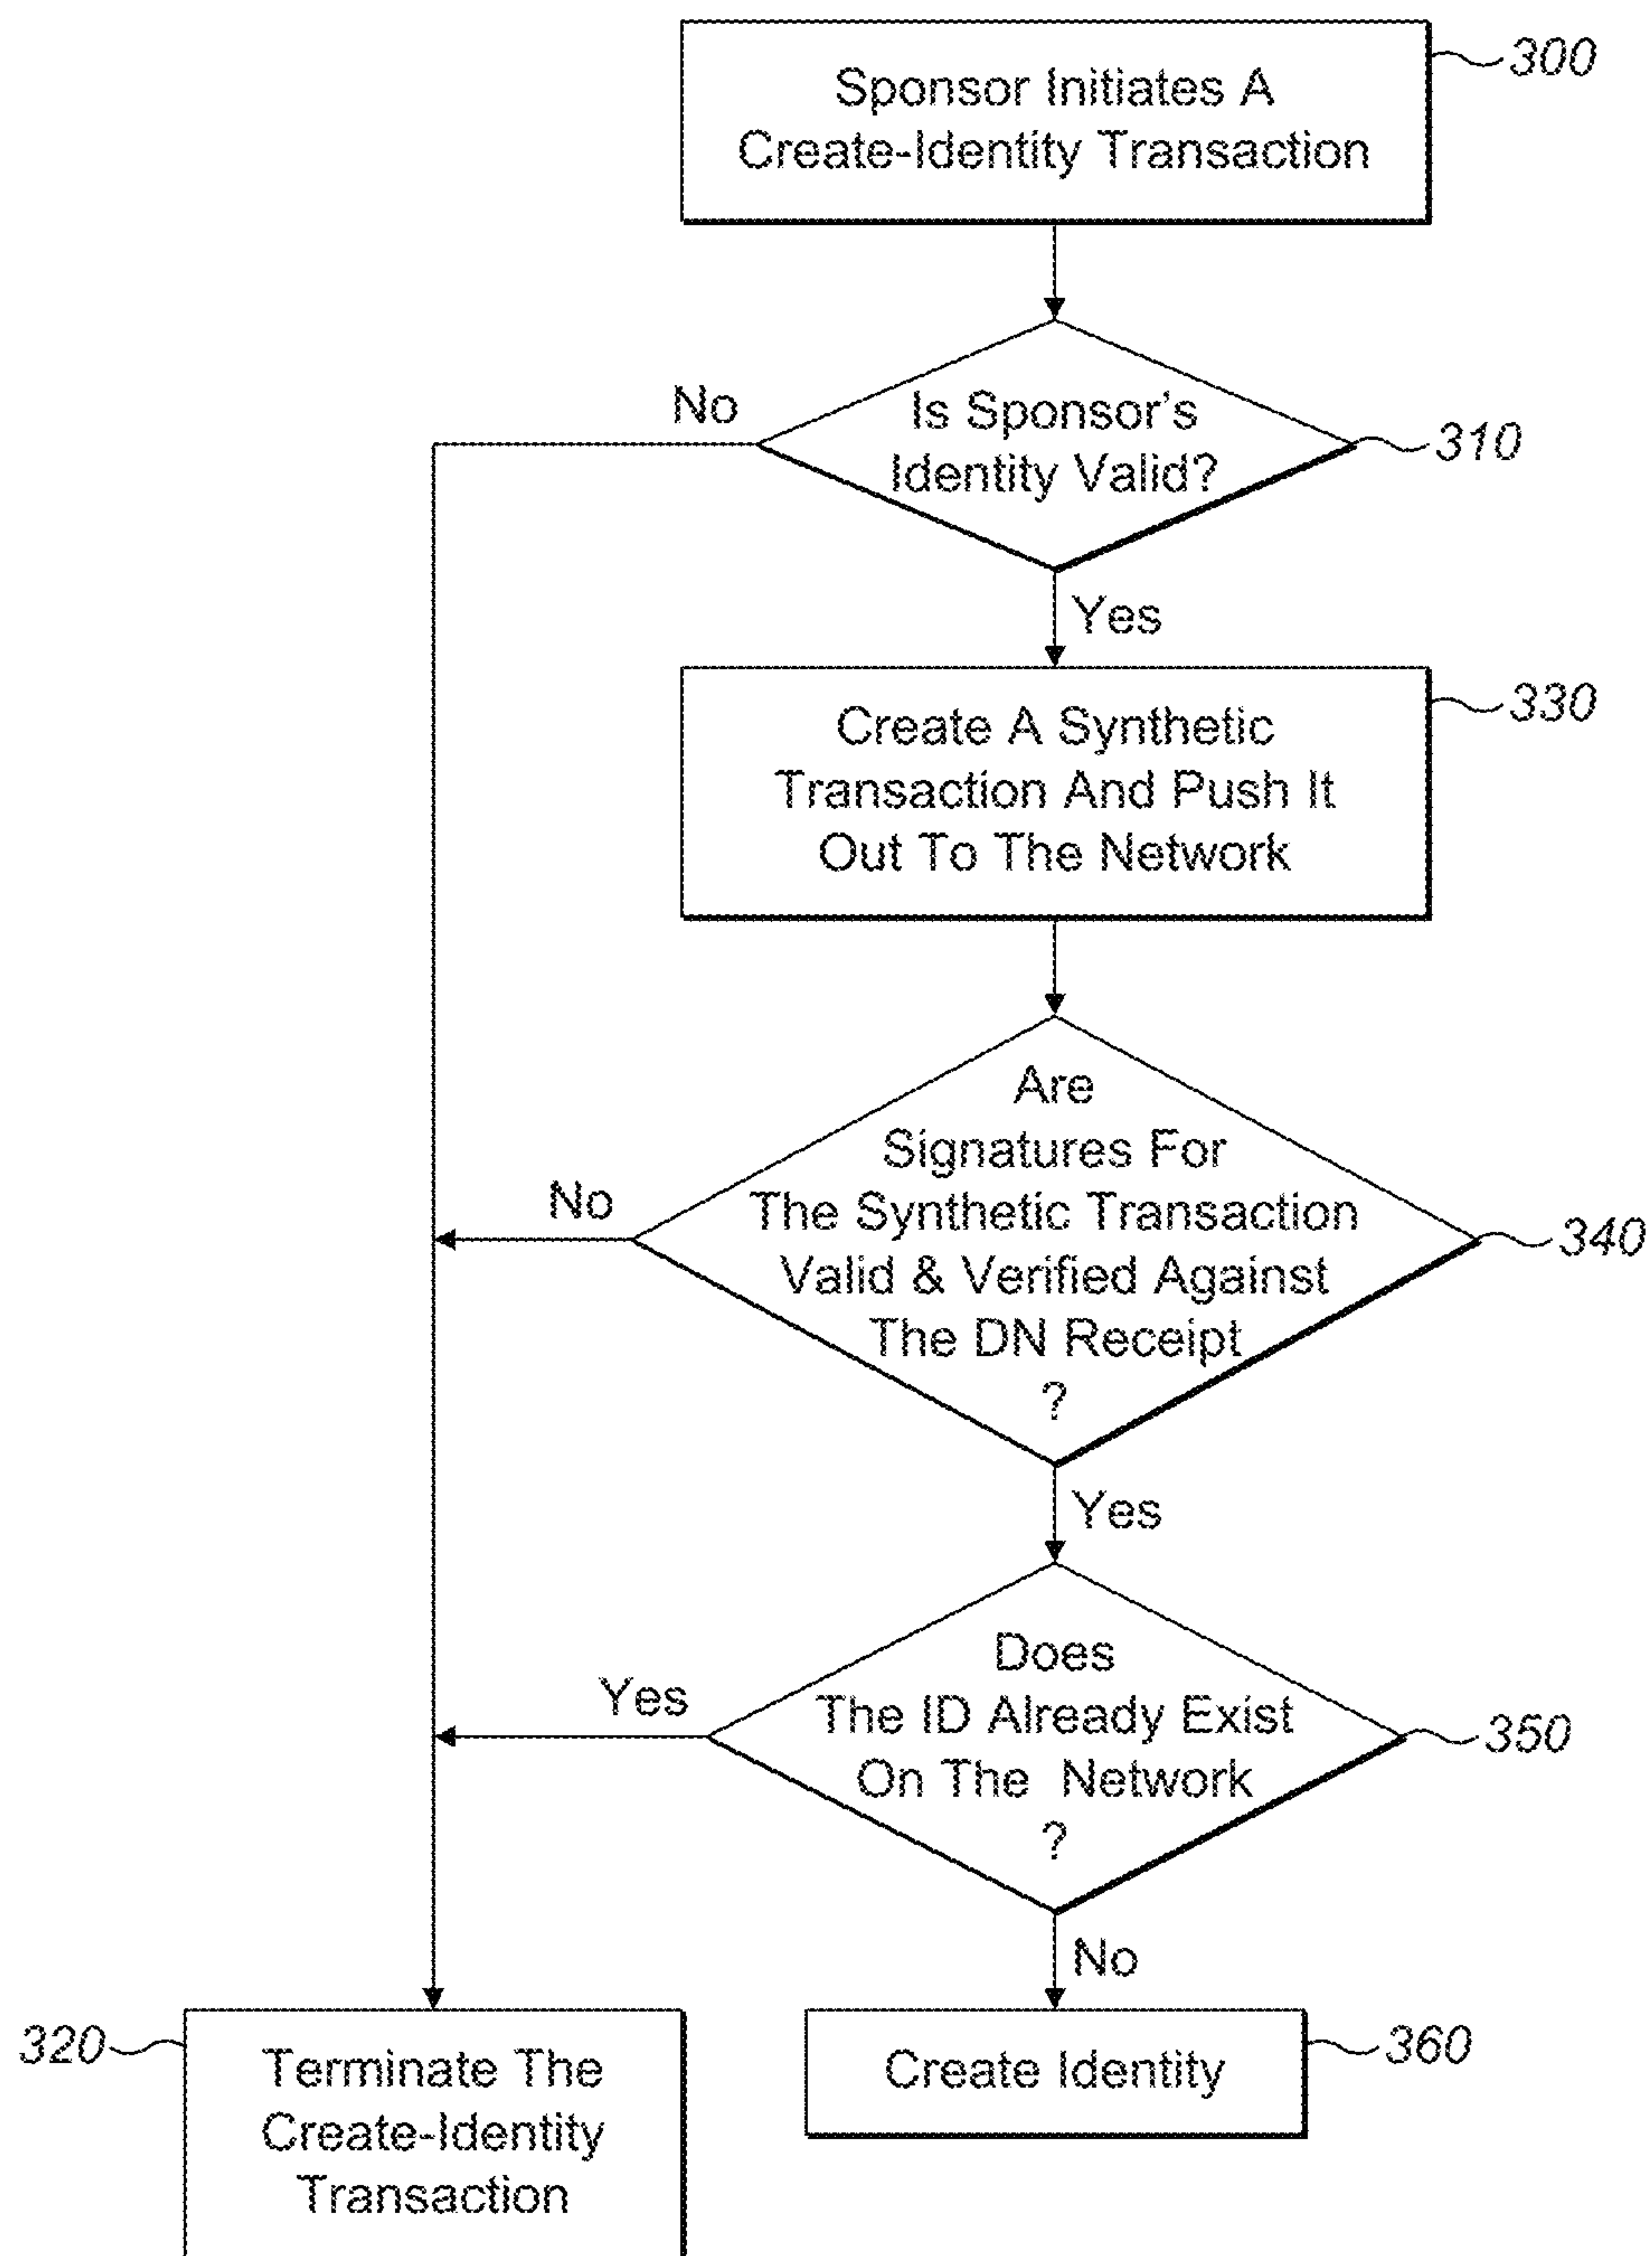 Sponsor Initiates A
Create-Identity Transaction
300
Is Sponsor's
Identity Valid?
310
No
Yes
Create A Synthetic
Transaction And Push It
Out To The Network
330
Are
Signatures For
The Synthetic Transaction
Valid & Verified Against
The DN Receipt
?
340
No
Yes
Does
The ID Already Exist
On The Network
?
350
Yes
No
320
Terminate The
Create-Identity
Transaction
Create Identity
360